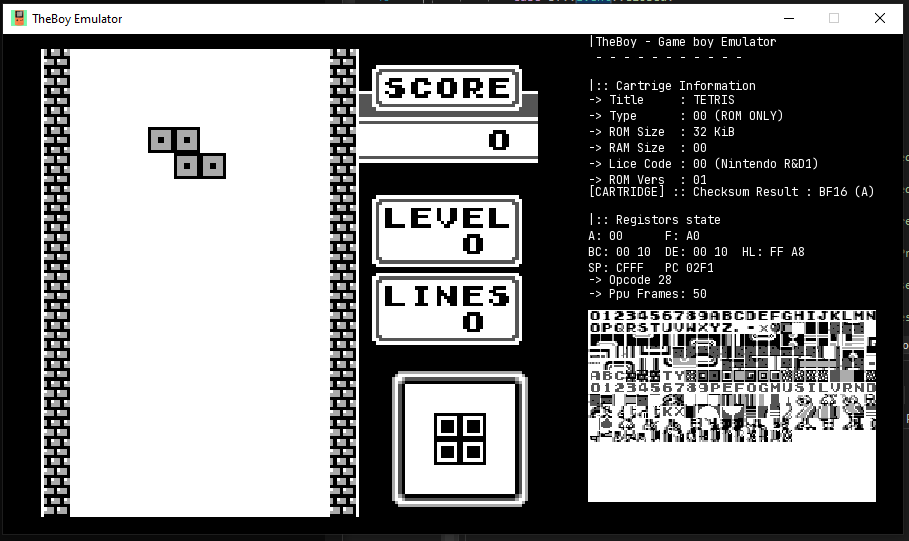 TheBoy Emulator
SCORE
0
LEVEL
0
LINES
0
|TheBoy - Game boy Emulator
- - - - - - - - - - -
|:: Cartrige Information
-> Title : TETRIS
-> Type : 00 (ROM ONLY)
-> ROM Size : 32 KiB
-> RAM Size : 00
-> Lice Code : 00 (Nintendo R&D1)
-> ROM Vers : 01
[CARTRIDGE] :: Checksum Result : BF16 (A)
|:: Registors state
A: 00 F: A0
BC: 00 10 DE: 00 10 HL: FF A8
SP: CFFF PC 02F1
-> Opcode 28
-> Ppu Frames: 50
0123456789ABCDEFGHIJKLMN
OPQRSTUVWXYZ.-x
ABC
TY
0123456789PEFOGMUSILVRND